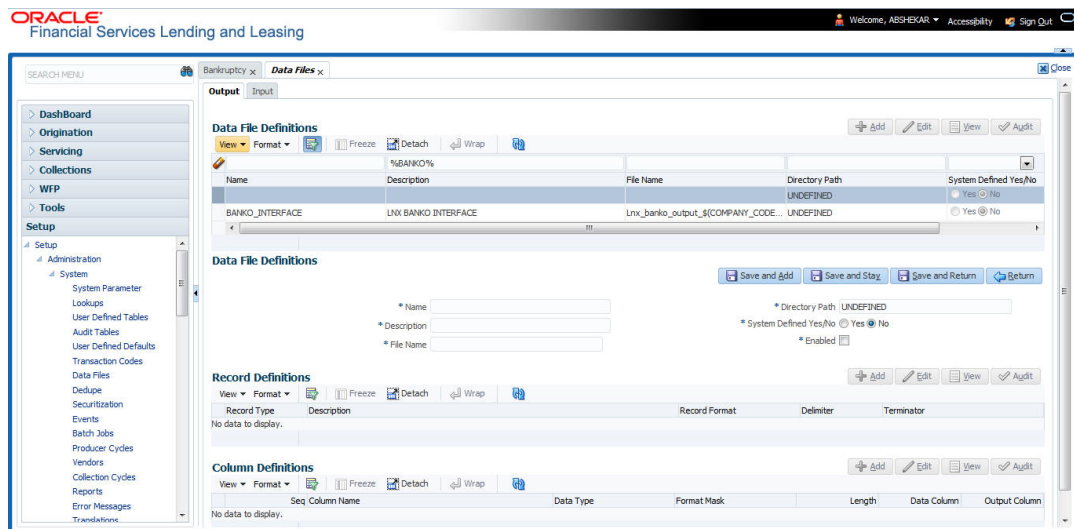 ORACLE
Financial Services Lending and Leasing
Welcome, ABSHEKAR Accessibility Sign Out
SEARCH MENU
Bankruptcy x Data Files x
Close
Output Input
DashBoard
Origination
Servicing
Collections
WFP
Tools
Setup
Setup
Administration
System
System Parameter
Lookups
User Defined Tables
Audit Tables
User Defined Defaults
Transaction Codes
Data Files
Dedupe
Securitization
Events
Batch Jobs
Producer Cycles
Vendors
Collection Cycles
Reports
Error Messages
Translations
Data File Definitions
Add Edit View Audit
View Format Freeze Detach Wrap
%BANKO%
Name Description File Name Directory Path System Defined Yes/No
UNDEFINED Yes No
BANKO_INTERFACE LNX BANKO INTERFACE Lnx_banko_output_${COMPANY_CODE... UNDEFINED Yes No
Data File Definitions
Save and Add Save and Stay Save and Return Return
* Name
* Description
* File Name
* Directory Path UNDEFINED
* System Defined Yes/No Yes No
* Enabled
Record Definitions
Add Edit View Audit
View Format Freeze Detach Wrap
Record Type Description Record Format Delimiter Terminator
No data to display.
Column Definitions
Add Edit View Audit
View Format Freeze Detach Wrap
Seq Column Name Data Type Format Mask Length Data Column Output Column
No data to display.